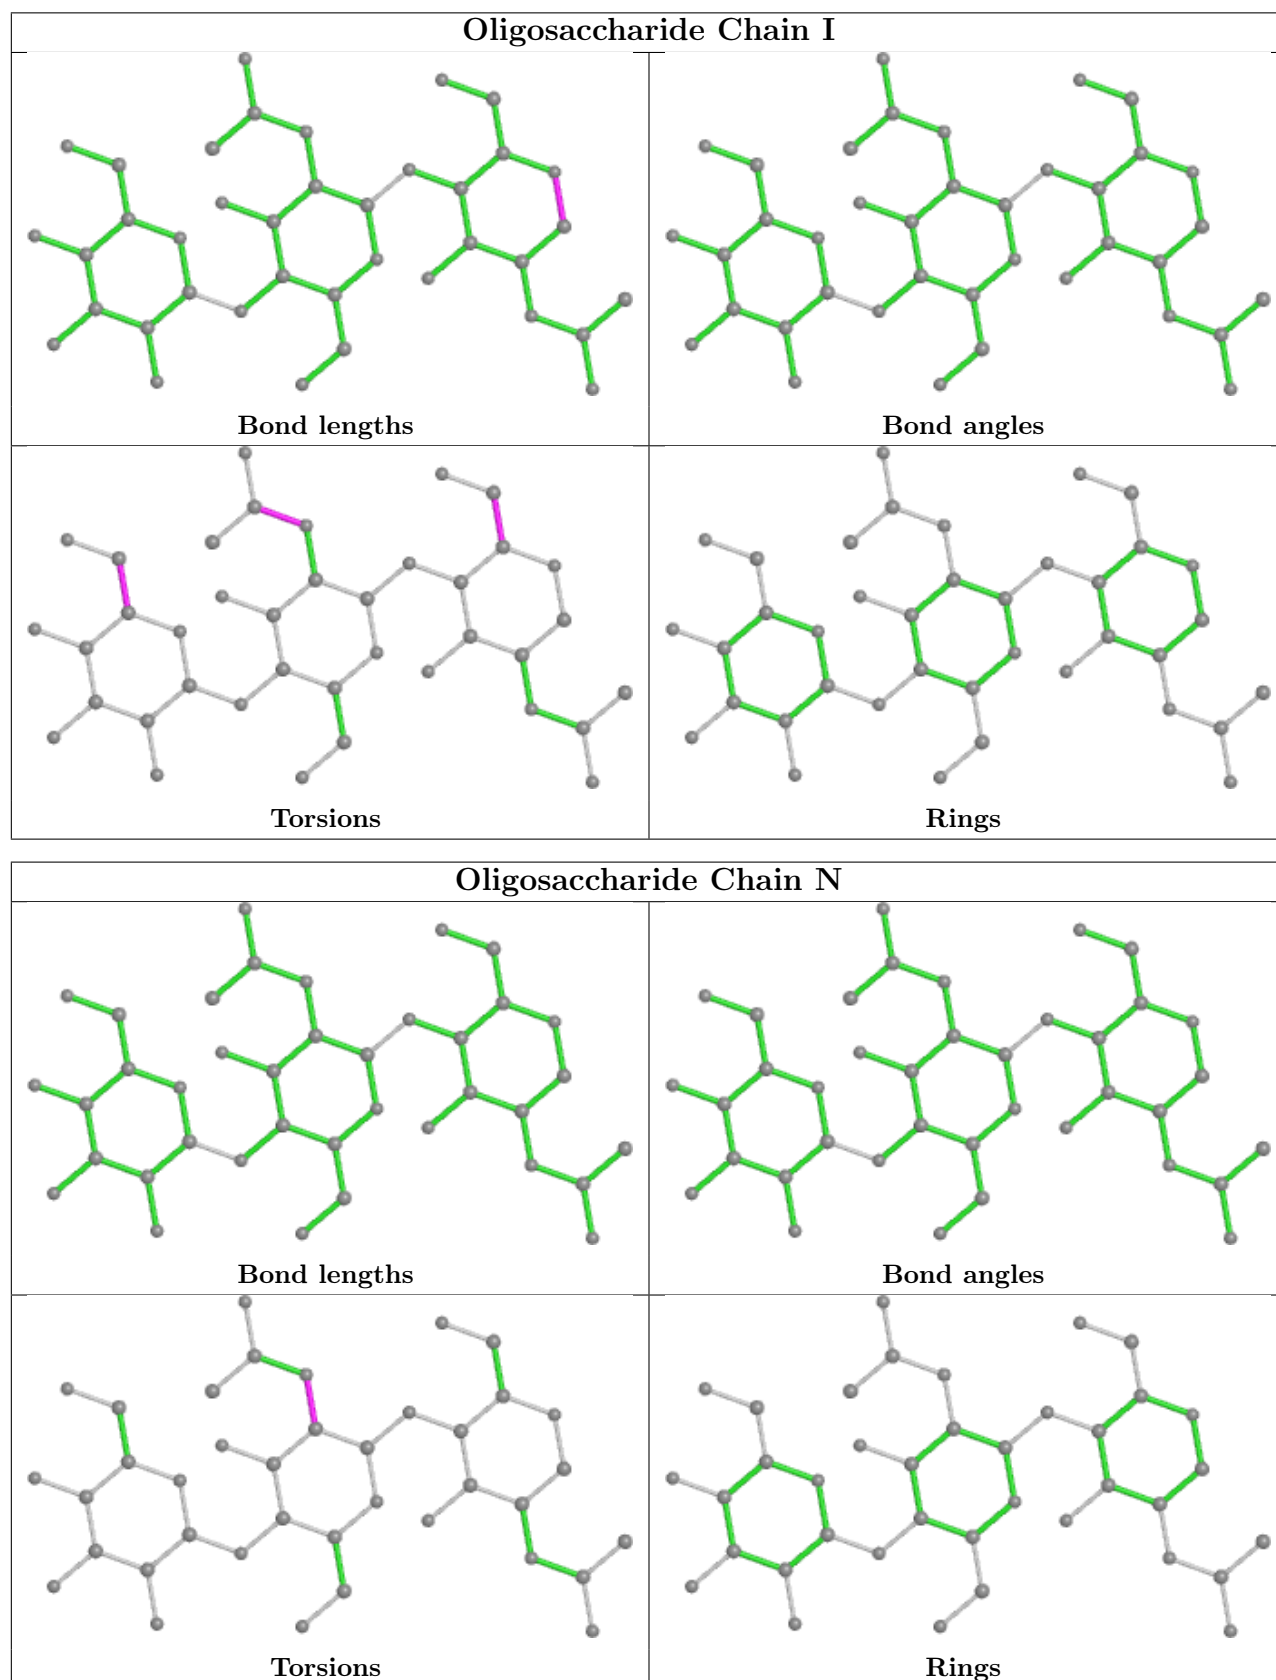 Oligosaccharide Chain I
Bond lengths
Bond angles
Torsions
Rings
Oligosaccharide Chain N
Bond lengths
Bond angles
Torsions
Rings